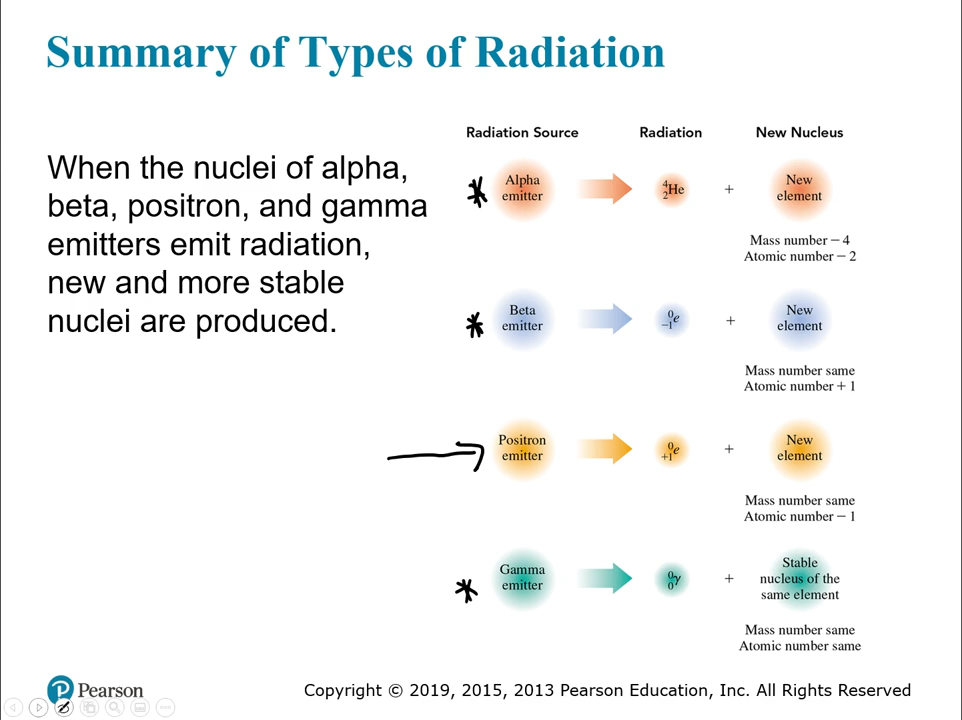 Summary of Types of Radiation
When the nuclei of alpha,
beta, positron, and gamma
emitters emit radiation,
new and more stable
nuclei are produced.
Radiation Source Radiation New Nucleus
* Alpha
emitter
4
2He
+
New
element
Mass number − 4
Atomic number − 2
* Beta
emitter
0
−1e
+
New
element
Mass number same
Atomic number + 1
Positron
emitter
0
+1e
+
New
element
Mass number same
Atomic number − 1
* Gamma
emitter
0
0γ
+
Stable
nucleus of the
same element
Mass number same
Atomic number same
P Pearson
Copyright © 2019, 2015, 2013 Pearson Education, Inc. All Rights Reserved